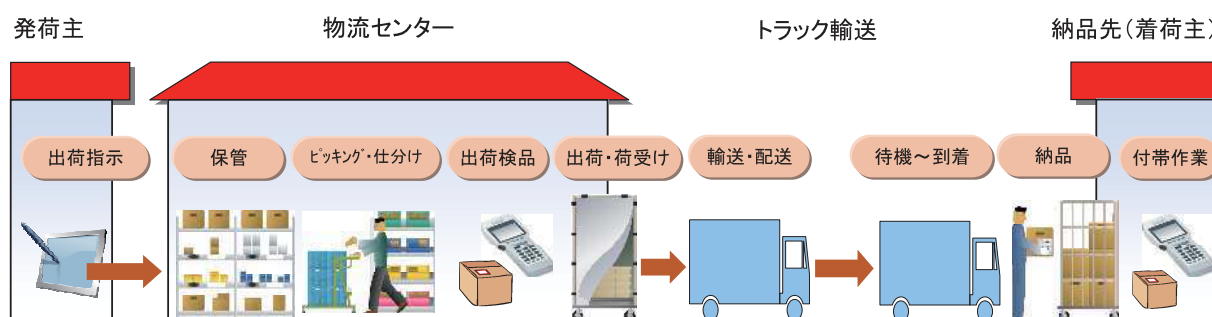 発荷主
物流センター
トラック輸送
納品先(着荷主)
出荷指示
保管
ピッキング・仕分け
出荷検品
出荷・荷受け
輸送・配送
待機～到着
納品
付帯作業